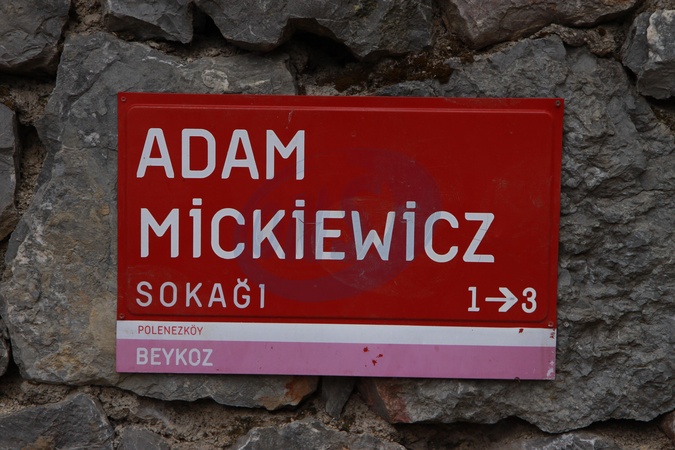 ADAM
MİCKİEWİCZ
SOKAĞI 1→3
POLENEZKÖY
BEYKOZ